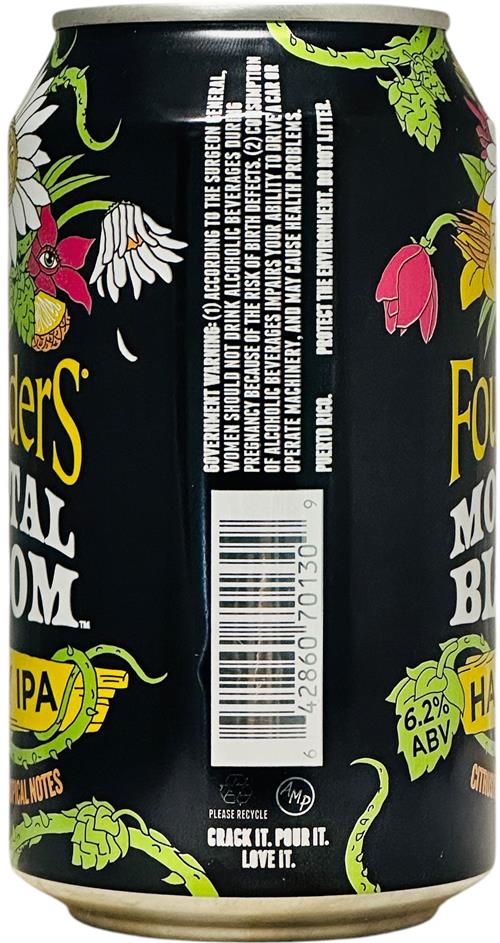 GOVERNMENT WARNING: (1) ACCORDING TO THE SURGEON GENERAL,
WOMEN SHOULD NOT DRINK ALCOHOLIC BEVERAGES DURING
PREGNANCY BECAUSE OF THE RISK OF BIRTH DEFECTS. (2) CONSUMPTION
OF ALCOHOLIC BEVERAGES IMPAIRS YOUR ABILITY TO DRIVE A CAR OR
OPERATE MACHINERY, AND MAY CAUSE HEALTH PROBLEMS.
PUERTO RICO. PROTECT THE ENVIRONMENT. DO NOT LITTER.
6 42860 70130 9
PLEASE RECYCLE
AMP
CRACK IT. POUR IT.
LOVE IT.
derS
TAL
OM™
IPA
PICAL NOTES
Fou
MO
BL
6.2%
ABV
HA
CITRUS